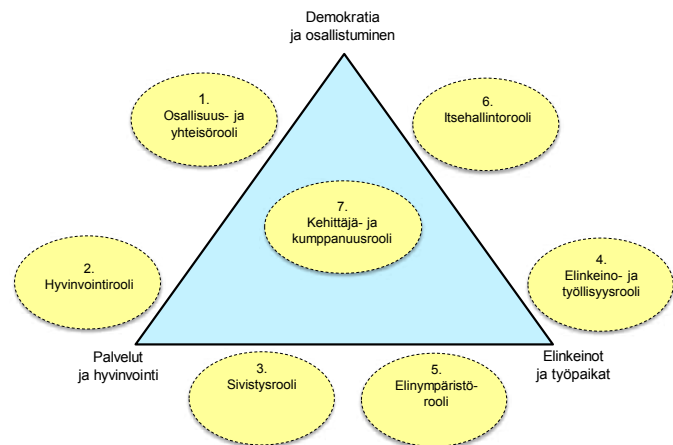 Demokratia
ja osallistuminen
1.
Osallisuus- ja
yhteisörooli
6.
Itsehallintorooli
7.
Kehittäjä- ja
kumppanuusrooli
2.
Hyvinvointirooli
4.
Elinkeino- ja
työllisyysrooli
Palvelut
ja hyvinvointi
3.
Sivistysrooli
5.
Elinympäristö-
rooli
Elinkeinot
ja työpaikat